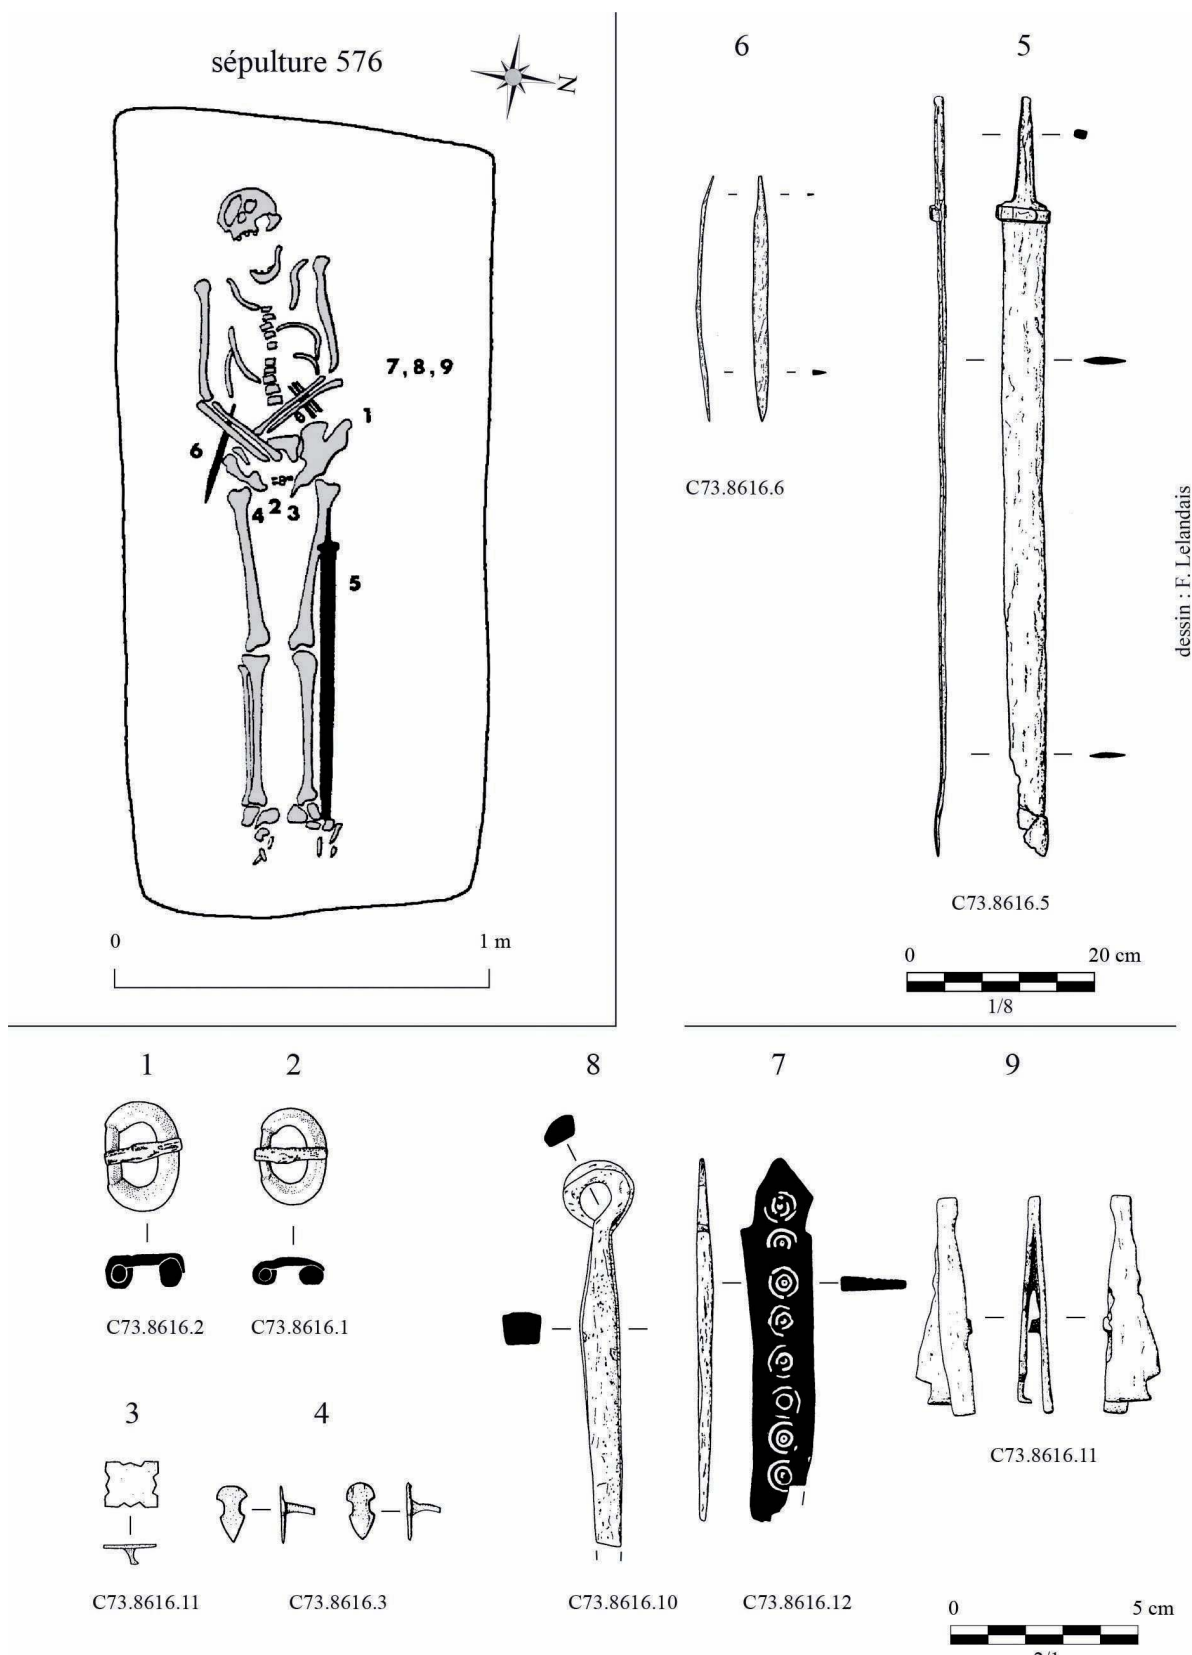 sépulture 576
N
7, 8, 9
1
6
4 2 3
5
0 1 m
6 5
C73.8616.6
C73.8616.5
dessin : F. Lelandais
0 20 cm
1/8
1 2 8 7 9
C73.8616.2 C73.8616.1
3 4
C73.8616.11
C73.8616.11 C73.8616.3 C73.8616.10 C73.8616.12
0 5 cm